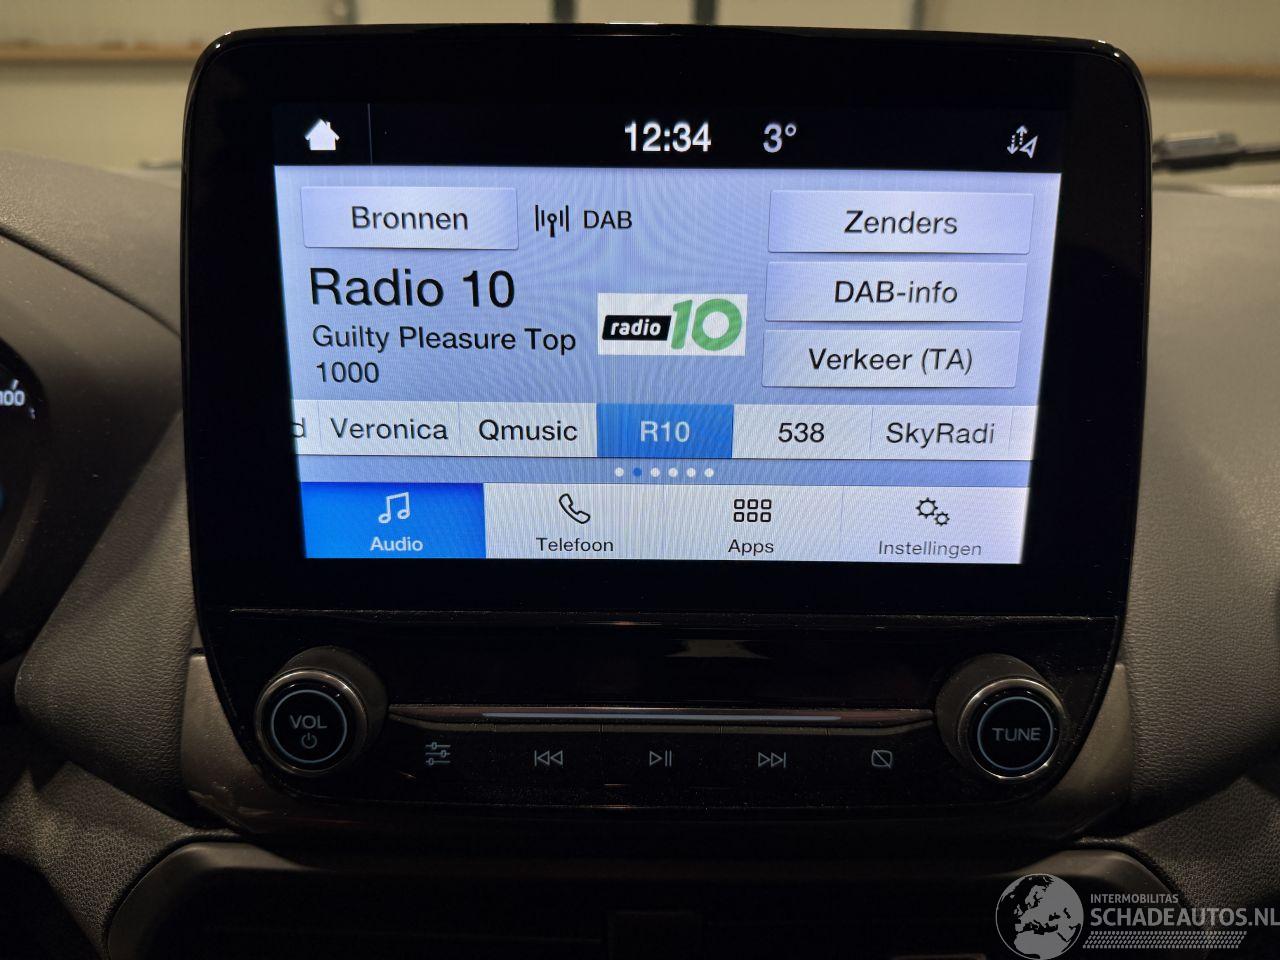 12:34 3°
Bronnen DAB Zenders
Radio 10
radio 10
DAB-info
Guilty Pleasure Top
1000
Verkeer (TA)
d Veronica Qmusic R10 538 SkyRadi
Audio Telefoon Apps Instellingen
100
VOL TUNE
INTERMOBILITAS
SCHADEAUTOS.NL